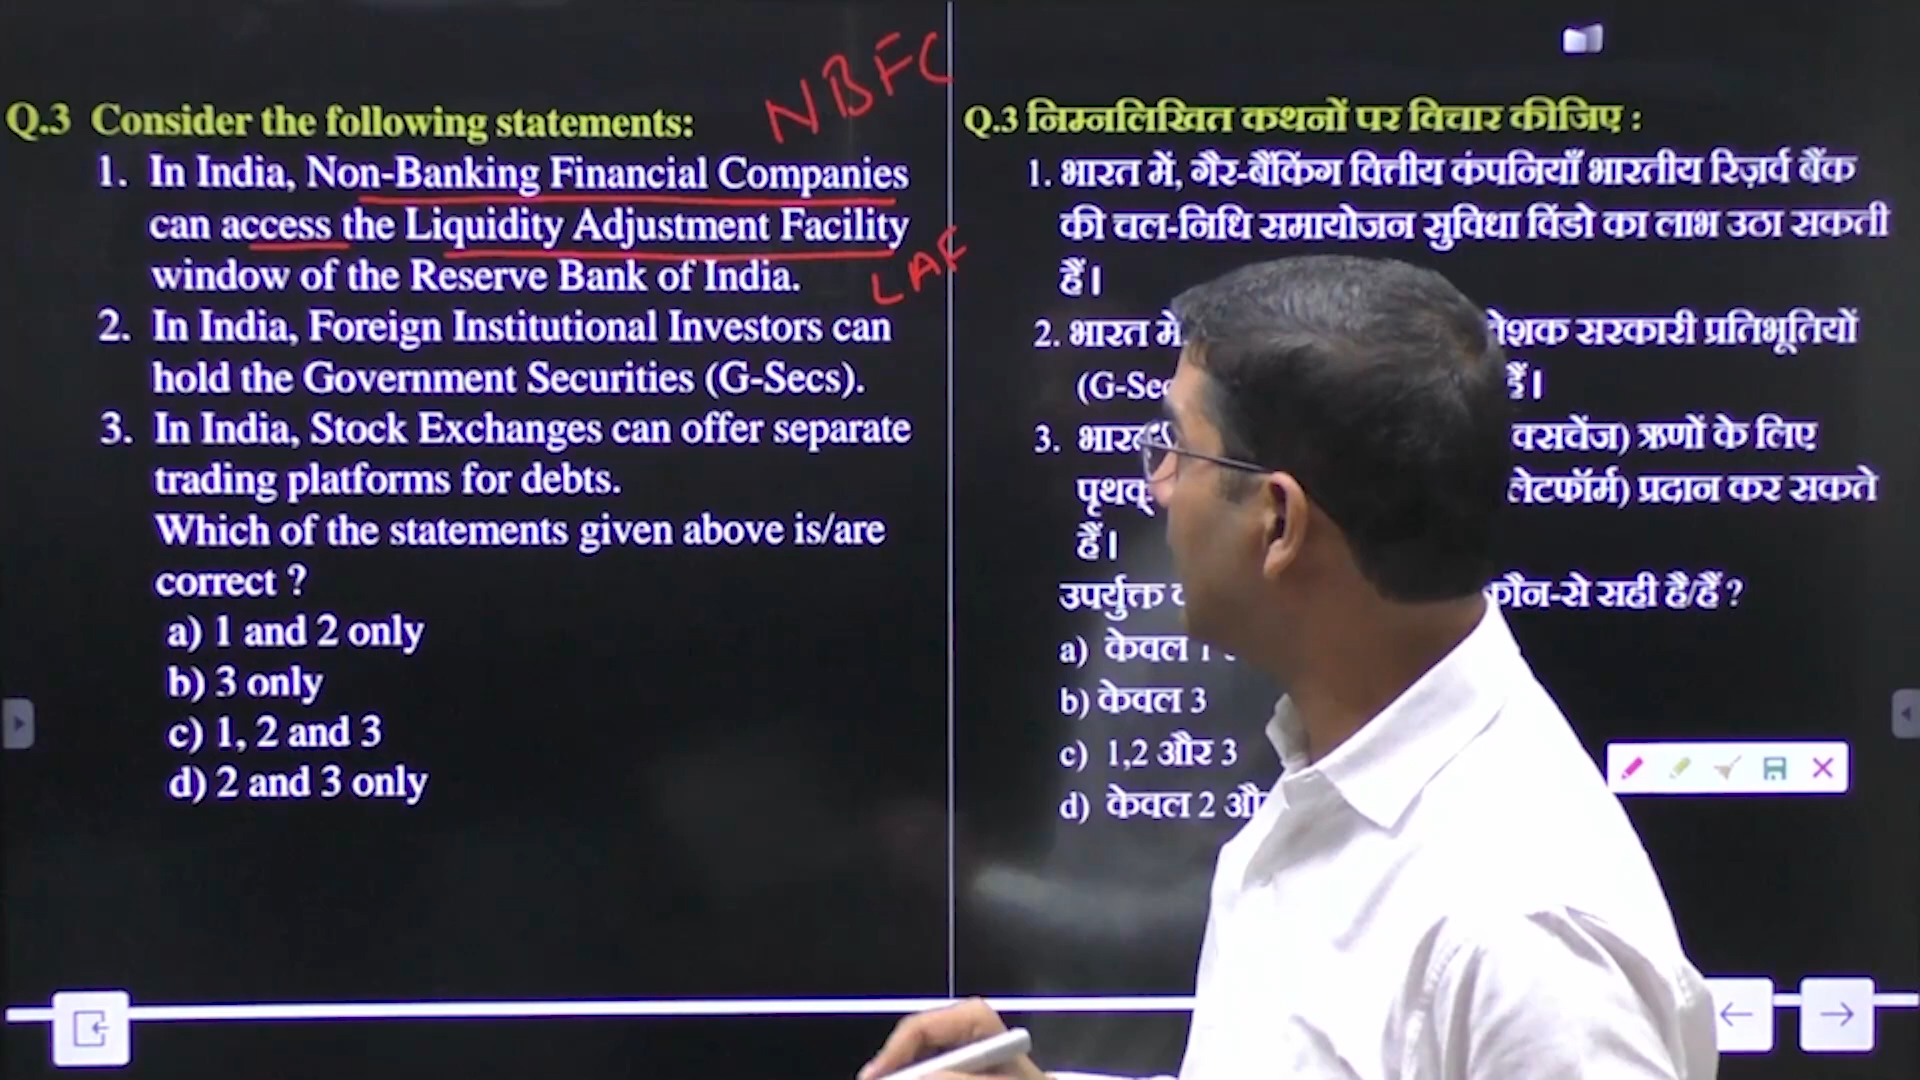 NBFC
Q.3 Consider the following statements:
1. In India, Non-Banking Financial Companies
can access the Liquidity Adjustment Facility
window of the Reserve Bank of India.
LAF
2. In India, Foreign Institutional Investors can
hold the Government Securities (G-Secs).
3. In India, Stock Exchanges can offer separate
trading platforms for debts.
Which of the statements given above is/are
correct ?
a) 1 and 2 only
b) 3 only
c) 1, 2 and 3
d) 2 and 3 only
Q.3 निम्नलिखित कथनों पर विचार कीजिए :
1. भारत में, गैर-बैंकिंग वित्तीय कंपनियाँ भारतीय रिज़र्व बैंक
की चल-निधि समायोजन सुविधा विंडो का लाभ उठा सकती
हैं।
2. भारत में सरकारी प्रतिभूतियों
(G-Sec हैं।
3. भारत ऋणों के लिए
पृथक् प्रदान कर सकते
हैं।
उपर्युक्त कौन-से सही है/हैं ?
a) केवल 1
b) केवल 3
c) 1,2 और 3
d) केवल 2